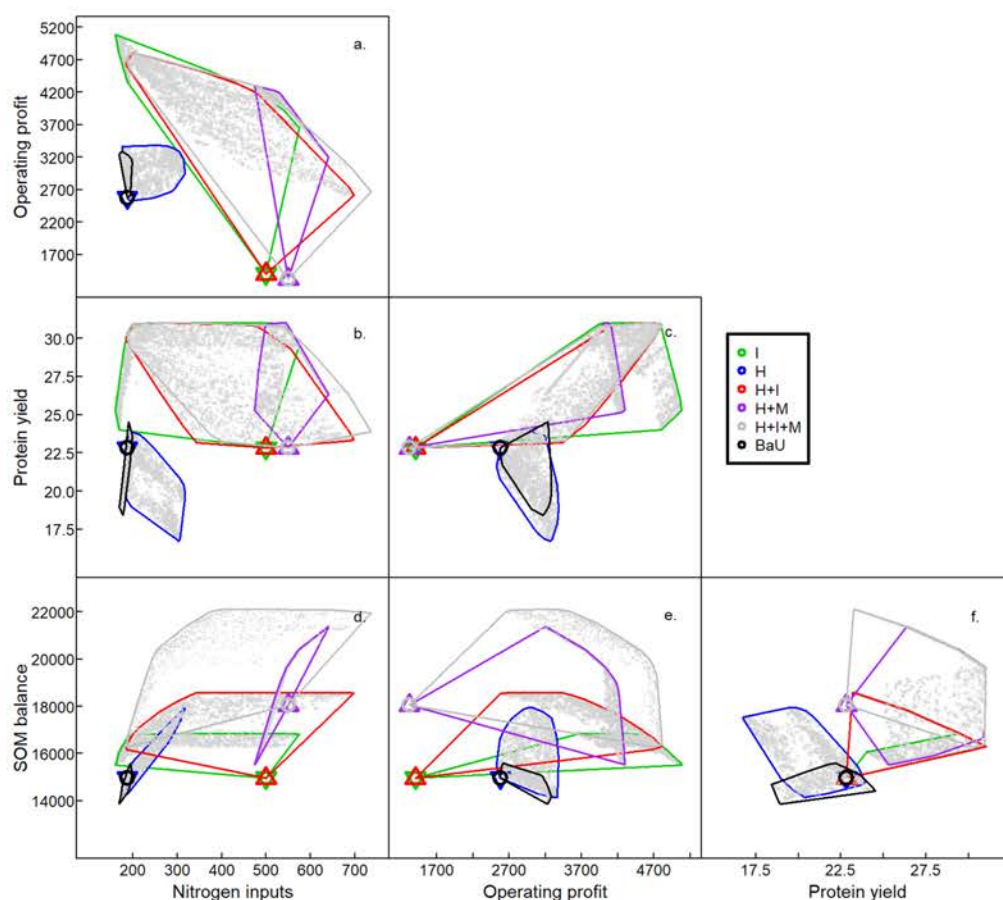 5200
4700
4200
3200
2700
2200
1700
Operating profit
a.
30.0
27.5
25.0
22.5
20.0
17.5
Protein yield
b.
c.
I
H
H+I
H+M
H+I+M
BaU
22000
20000
18000
16000
14000
SOM balance
d.
e.
f.
200 300 400 500 600 700
Nitrogen inputs
1700 2700 3700 4700
Operating profit
17.5 22.5 27.5
Protein yield